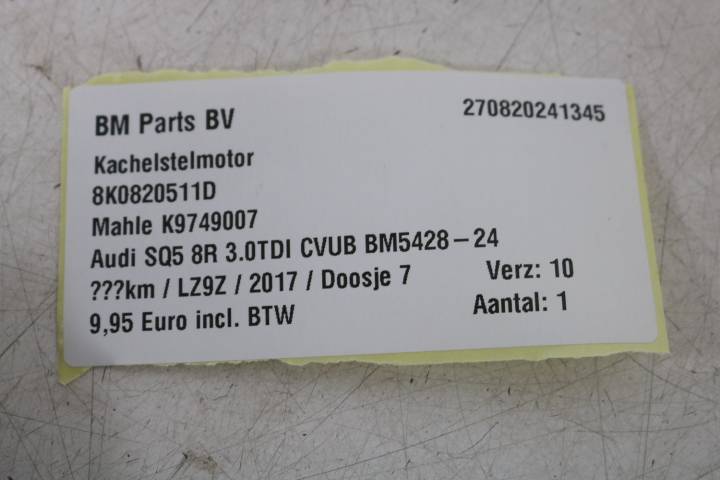 BM Parts BV 270820241345
Kachelstelmotor
8K0820511D
Mahle K9749007
Audi SQ5 8R 3.0TDI CVUB BM5428-24
???km / LZ9Z / 2017 / Doosje 7 Verz: 10
9,95 Euro incl. BTW Aantal: 1